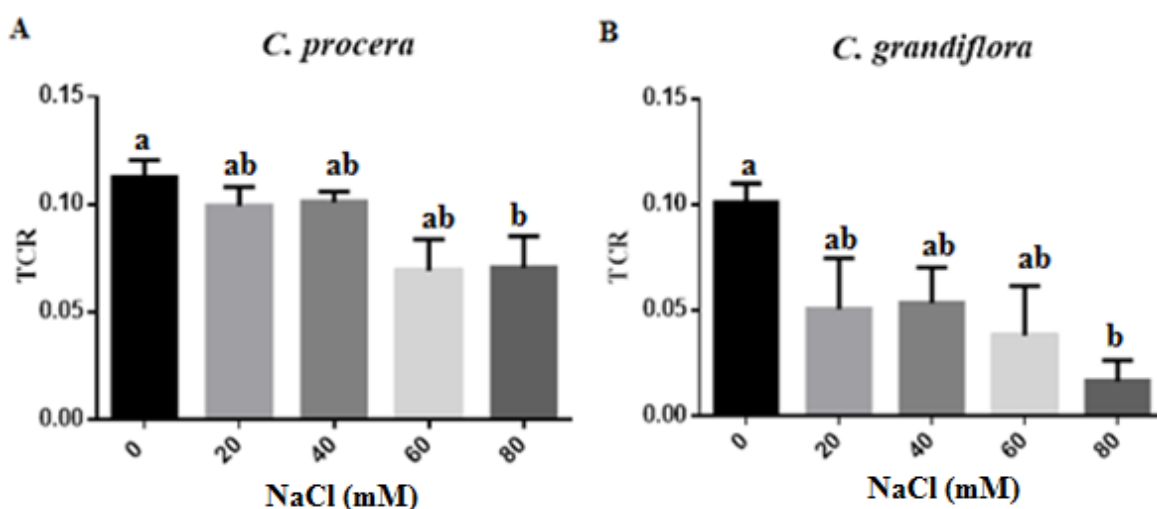 A
C. procera
0.15
0.10
0.05
0.00
TCR
a
ab
ab
ab
b
0
20
40
60
80
NaCl (mM)
B
C. grandiflora
0.15
0.10
0.05
0.00
TCR
a
ab
ab
ab
b
0
20
40
60
80
NaCl (mM)